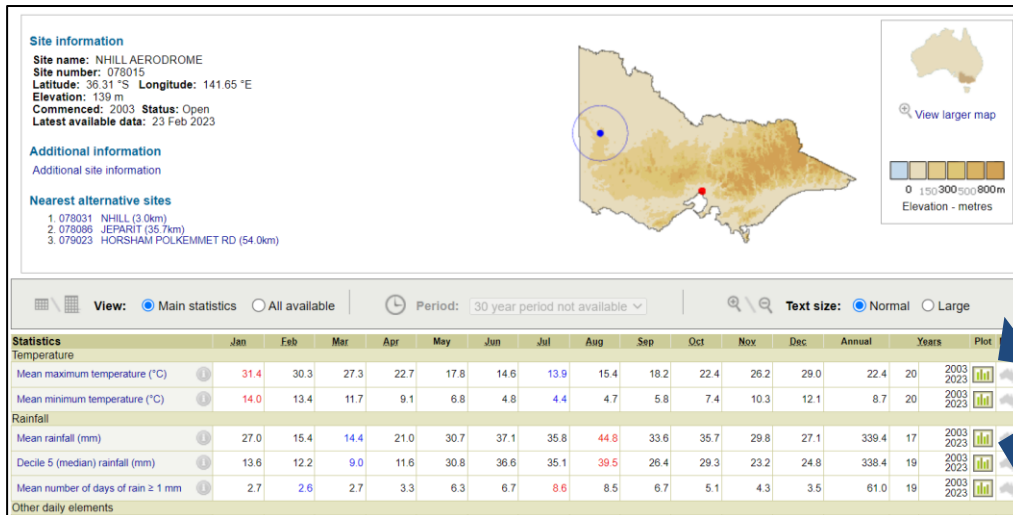 Site information
Site name: NHILL AERODROME
Site number: 078015
Latitude: 36.31 °S Longitude: 141.65 °E
Elevation: 139 m
Commenced: 2003 Status: Open
Latest available data: 23 Feb 2023
Additional information
Additional site information
Nearest alternative sites
1. 078031 NHILL (3.0km)
2. 078086 JEPARIT (35.7km)
3. 079023 HORSHAM POLKEMMET RD (54.0km)
View larger map
0 150 300 500 800m
Elevation - metres
View: Main statistics All available Period: 30 year period not available Text size: Normal Large
Statistics Jan Feb Mar Apr May Jun Jul Aug Sep Oct Nov Dec Annual Years Plot
Temperature
Mean maximum temperature (°C) 31.4 30.3 27.3 22.7 17.8 14.6 13.9 15.4 18.2 22.4 26.2 29.0 22.4 20 2003 2023
Mean minimum temperature (°C) 14.0 13.4 11.7 9.1 6.8 4.8 4.4 4.7 5.8 7.4 10.3 12.1 8.7 20 2003 2023
Rainfall
Mean rainfall (mm) 27.0 15.4 14.4 21.0 30.7 37.1 35.8 44.8 33.6 35.7 29.8 27.1 339.4 17 2003 2023
Decile 5 (median) rainfall (mm) 13.6 12.2 9.0 11.6 30.8 36.6 35.1 39.5 26.4 29.3 23.2 24.8 338.4 19 2003 2023
Mean number of days of rain ≥ 1 mm 2.7 2.6 2.7 3.3 6.3 6.7 8.6 8.5 6.7 5.1 4.3 3.5 61.0 19 2003 2023
Other daily elements